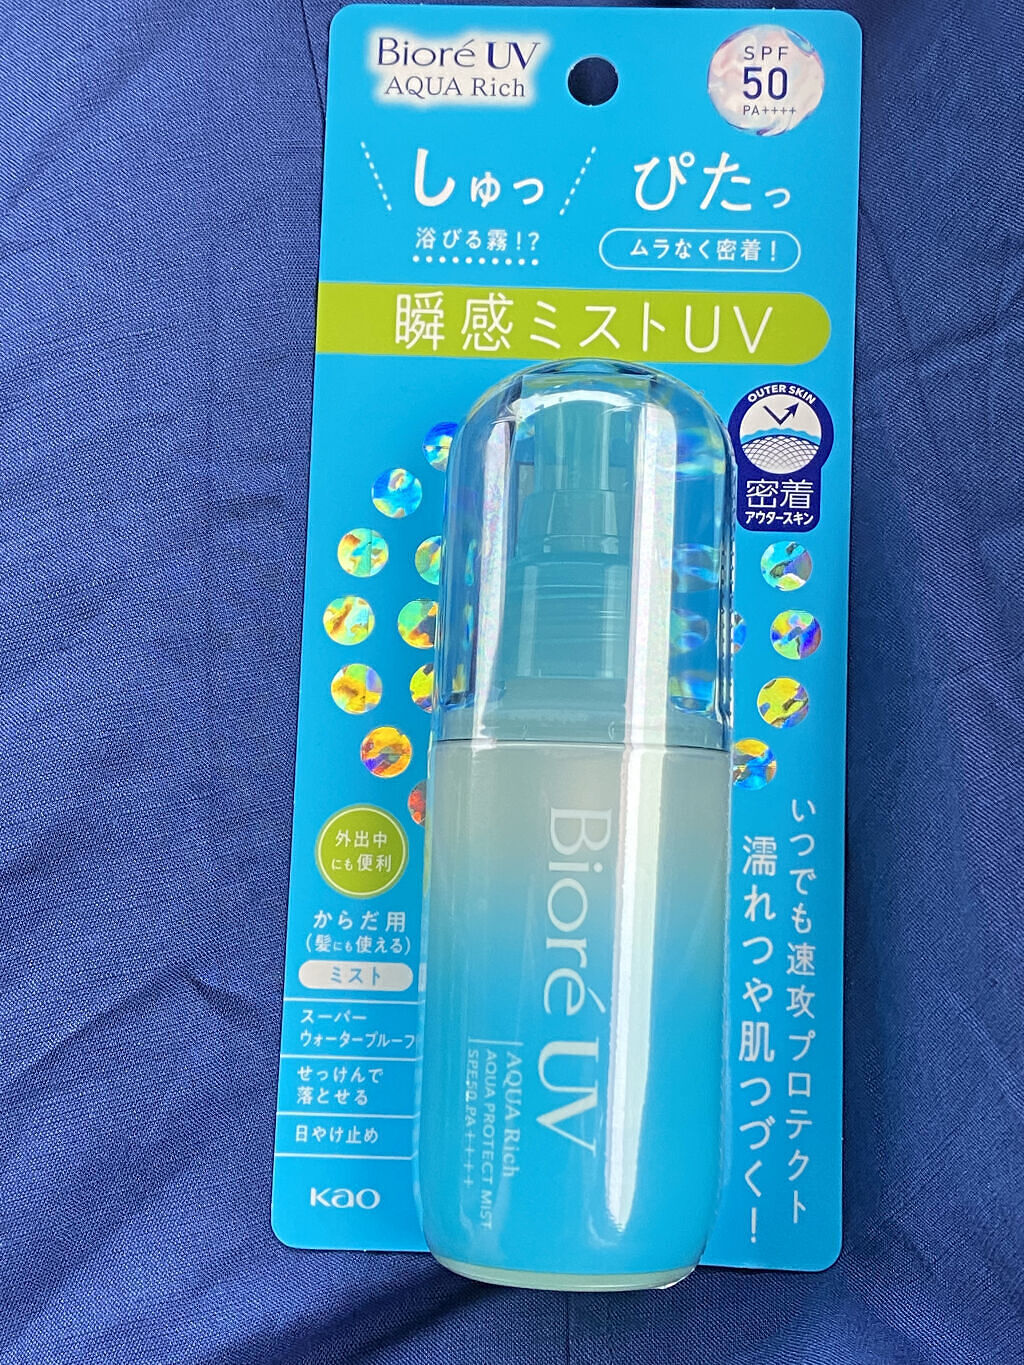 Bioré UV
AQUA Rich
SPF
50
PA++++
しゅっ
浴びる霧!?
ぴたっ
ムラなく密着!
瞬感ミストUV
OUTER SKIN
密着
アウタースキン
いつでも速攻プロテクト
濡れつや肌つづく!
外出中
にも便利
からだ用
(髪にも使える)
ミスト
スーパー
ウォータープルーフ
せっけんで
落とせる
日やけ止め
Kao
Bioré UV
AQUA Rich
AQUA PROTECT MIST
SPF50 PA++++